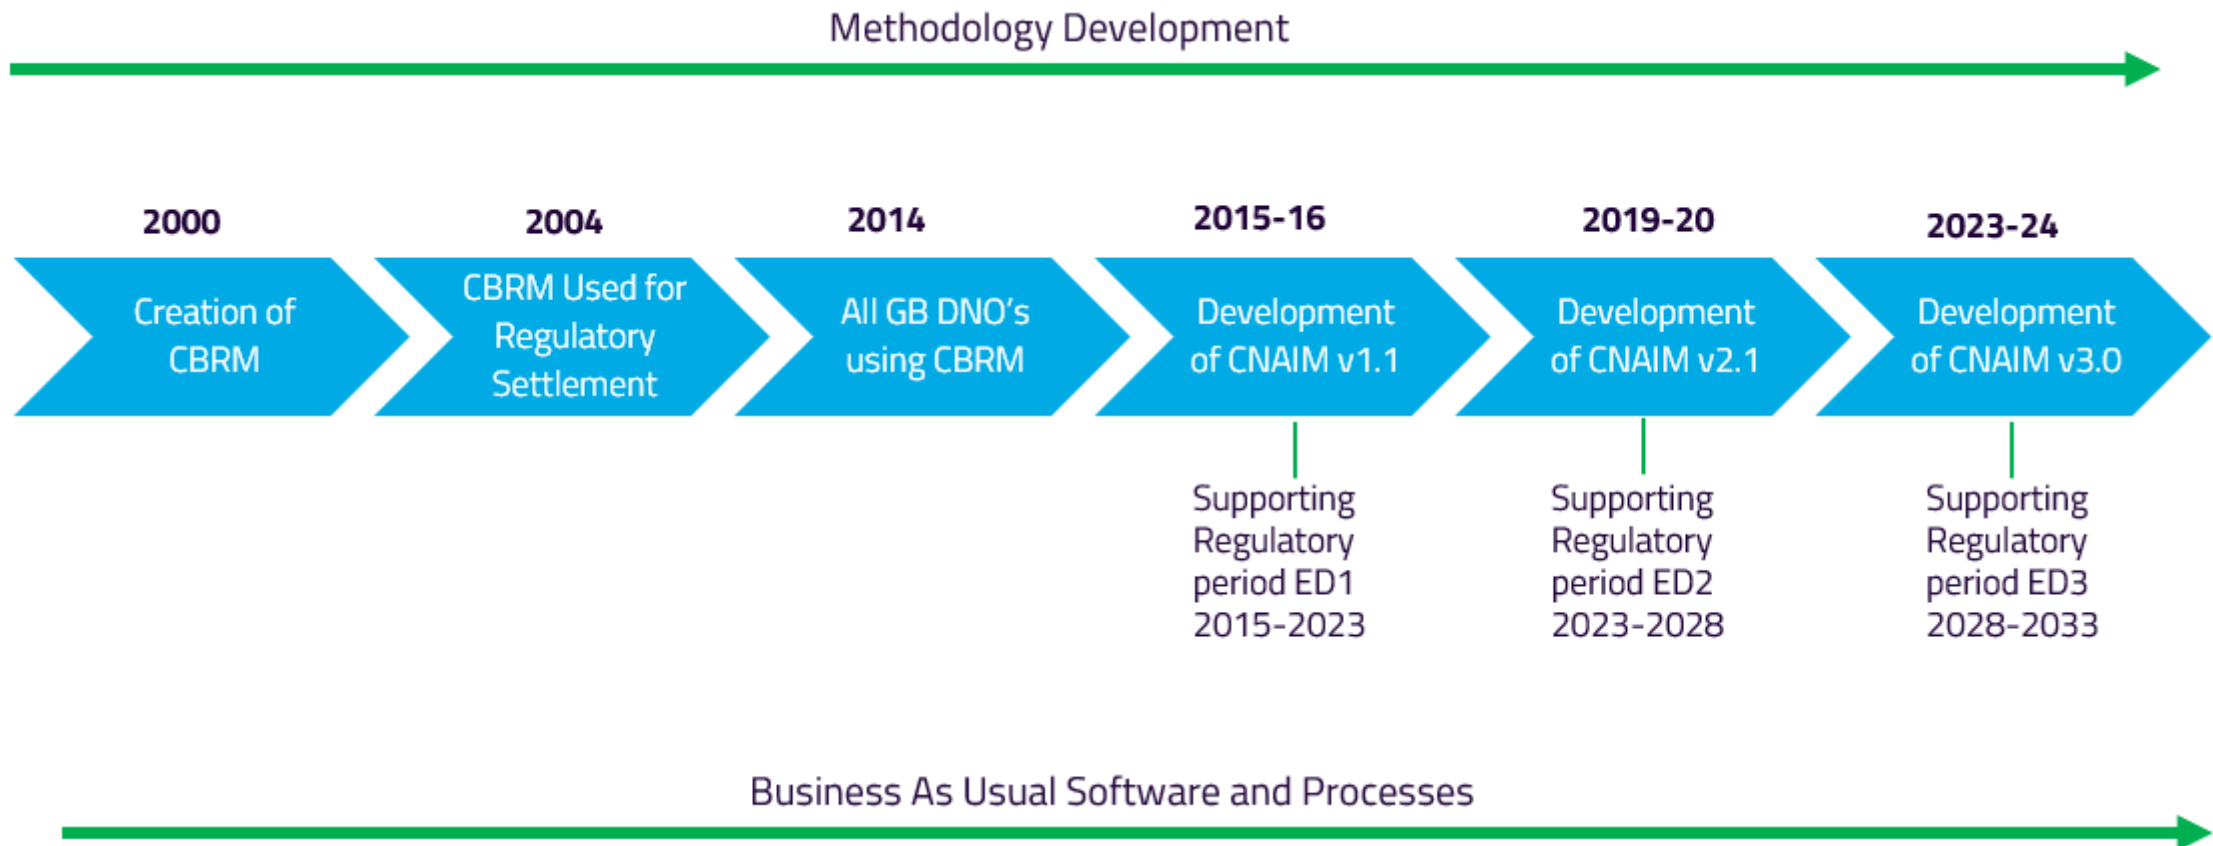 Methodology Development
2000
2004
2014
2015-16
2019-20
2023-24
Creation of
CBRM
CBRM Used for
Regulatory
Settlement
All GB DNO's
using CBRM
Development
of CNAIM v1.1
Development
of CNAIM v2.1
Development
of CNAIM v3.0
Supporting
Regulatory
period ED1
2015-2023
Supporting
Regulatory
period ED2
2023-2028
Supporting
Regulatory
period ED3
2028-2033
Business As Usual Software and Processes